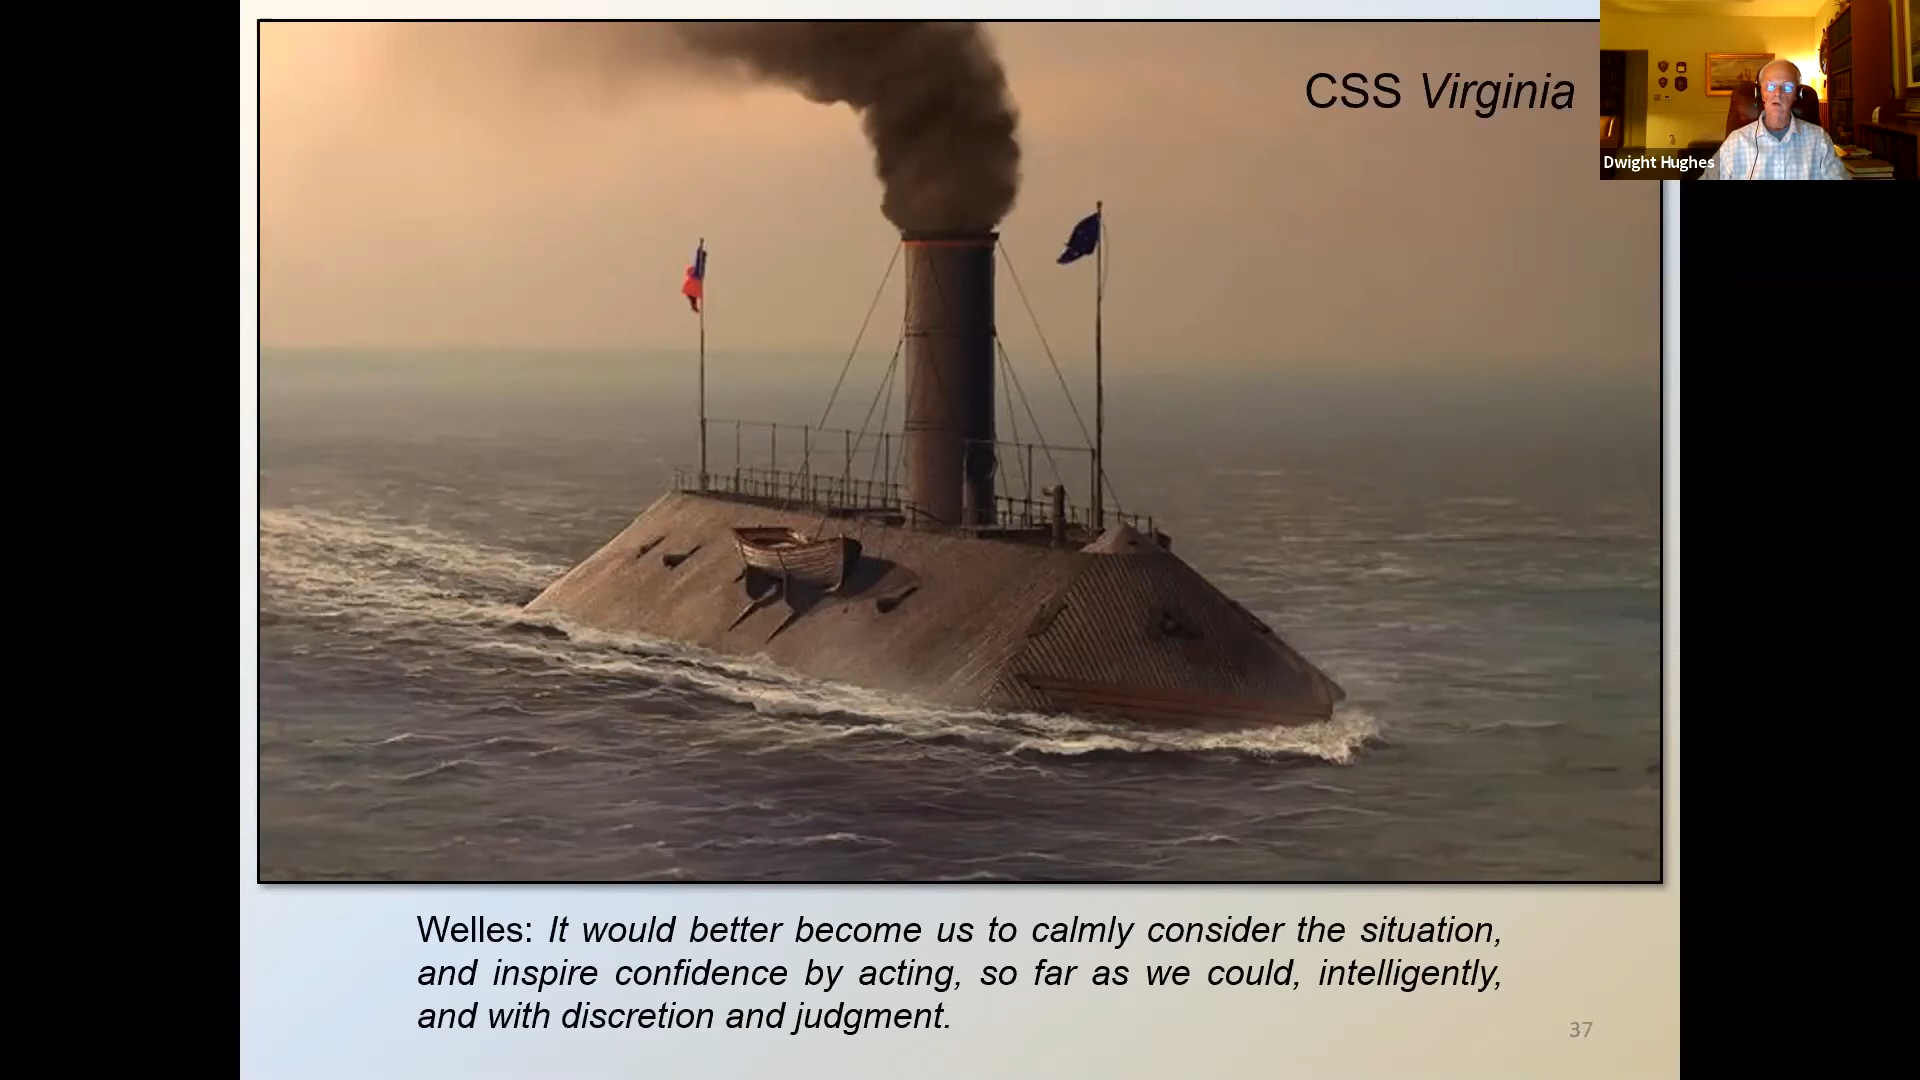 CSS Virginia
Dwight Hughes
Welles: It would better become us to calmly consider the situation,
and inspire confidence by acting, so far as we could, intelligently,
and with discretion and judgment.
37